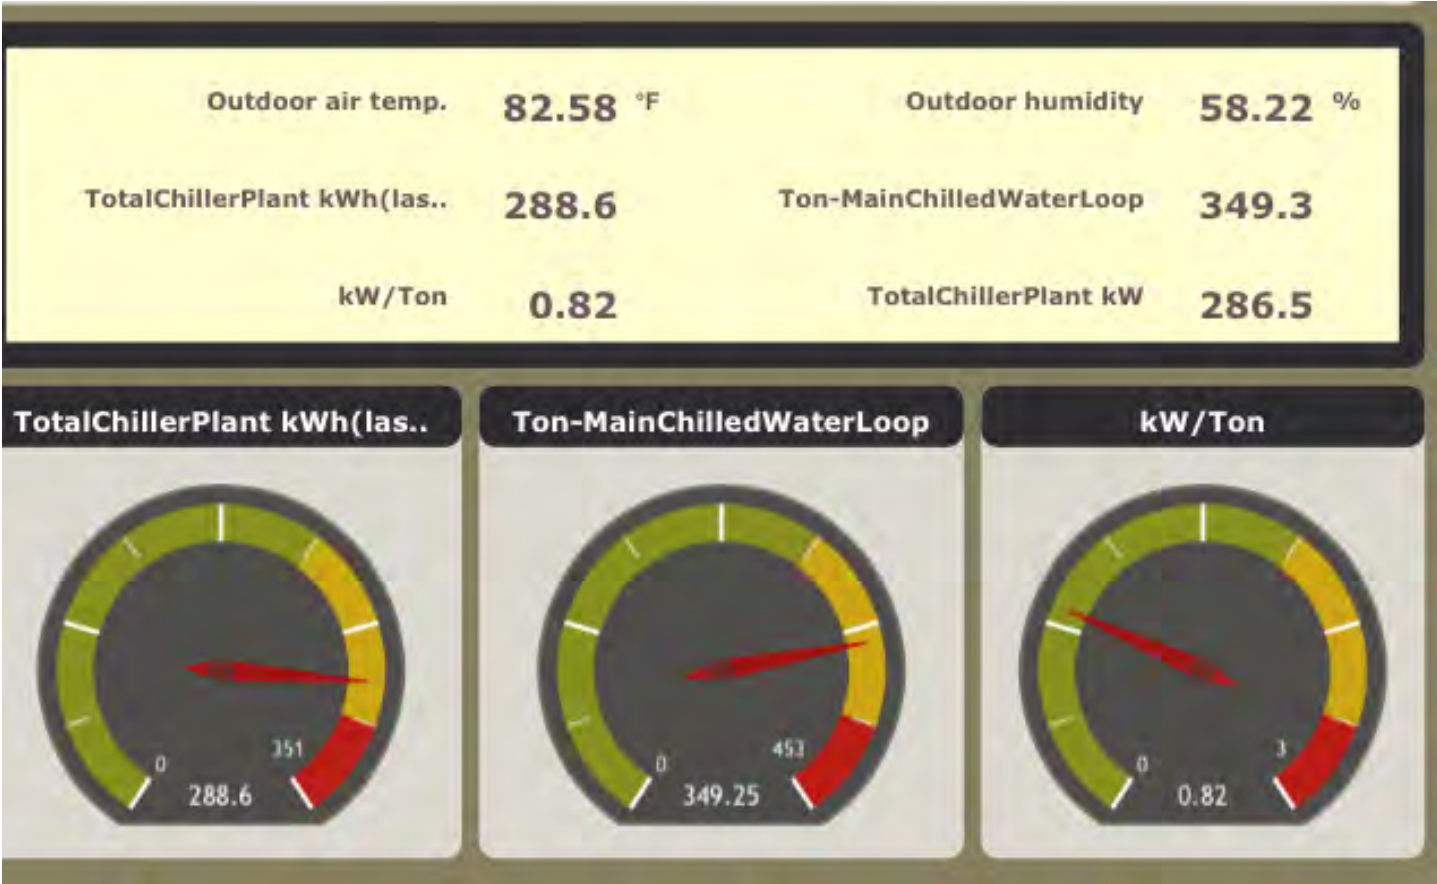 Outdoor air temp. 82.58 °F Outdoor humidity 58.22 %
TotalChillerPlant kWh(las.. 288.6 Ton-MainChilledWaterLoop 349.3
kW/Ton 0.82 TotalChillerPlant kW 286.5
TotalChillerPlant kWh(las.. Ton-MainChilledWaterLoop kW/Ton
0 351 0 453 0 3
288.6 349.25 0.82